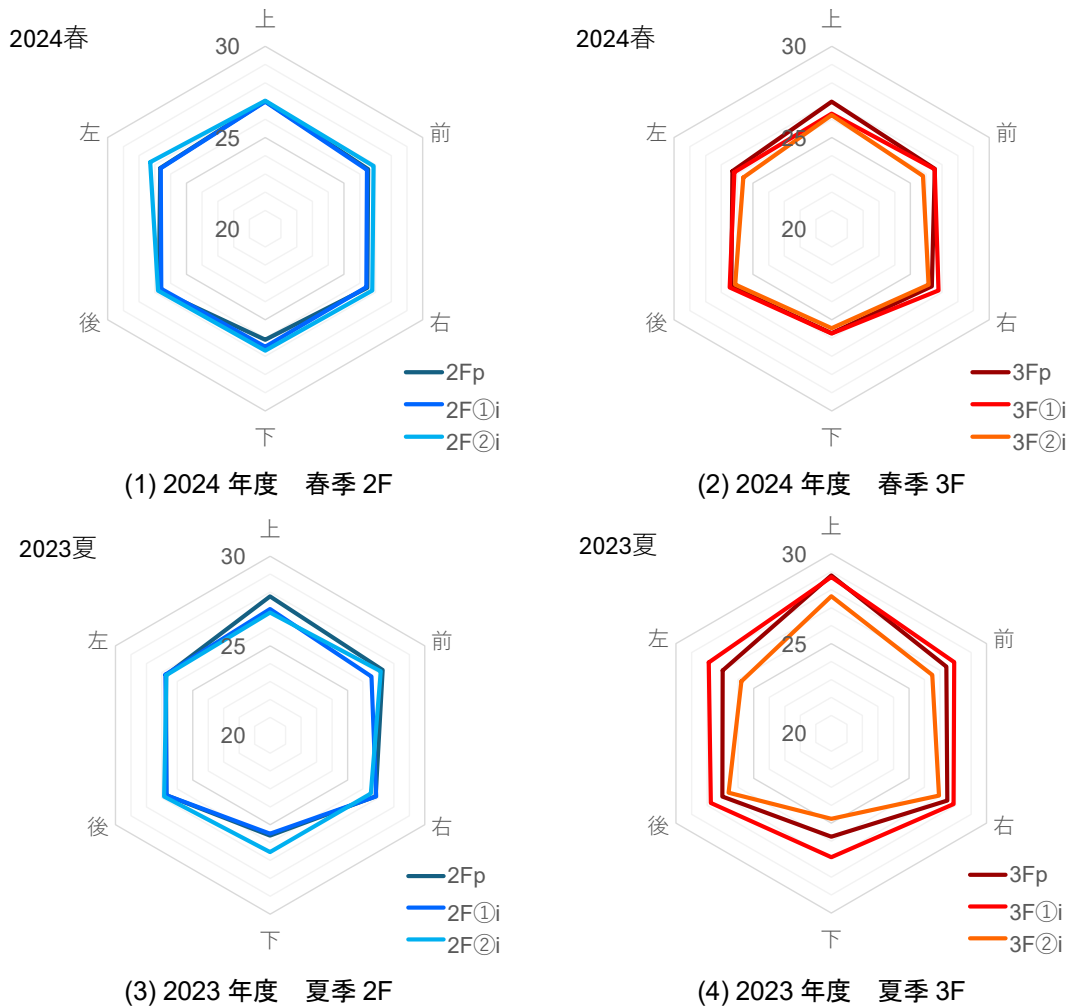 2024春
上
30
左
前
25
20
後
右
下
2Fp
2F①i
2F②i
(1) 2024 年度　春季 2F
2024春
上
30
左
前
25
20
後
右
下
3Fp
3F①i
3F②i
(2) 2024 年度　春季 3F
2023夏
上
30
左
前
25
20
後
右
下
2Fp
2F①i
2F②i
(3) 2023 年度　夏季 2F
2023夏
上
30
左
前
25
20
後
右
下
3Fp
3F①i
3F②i
(4) 2023 年度　夏季 3F